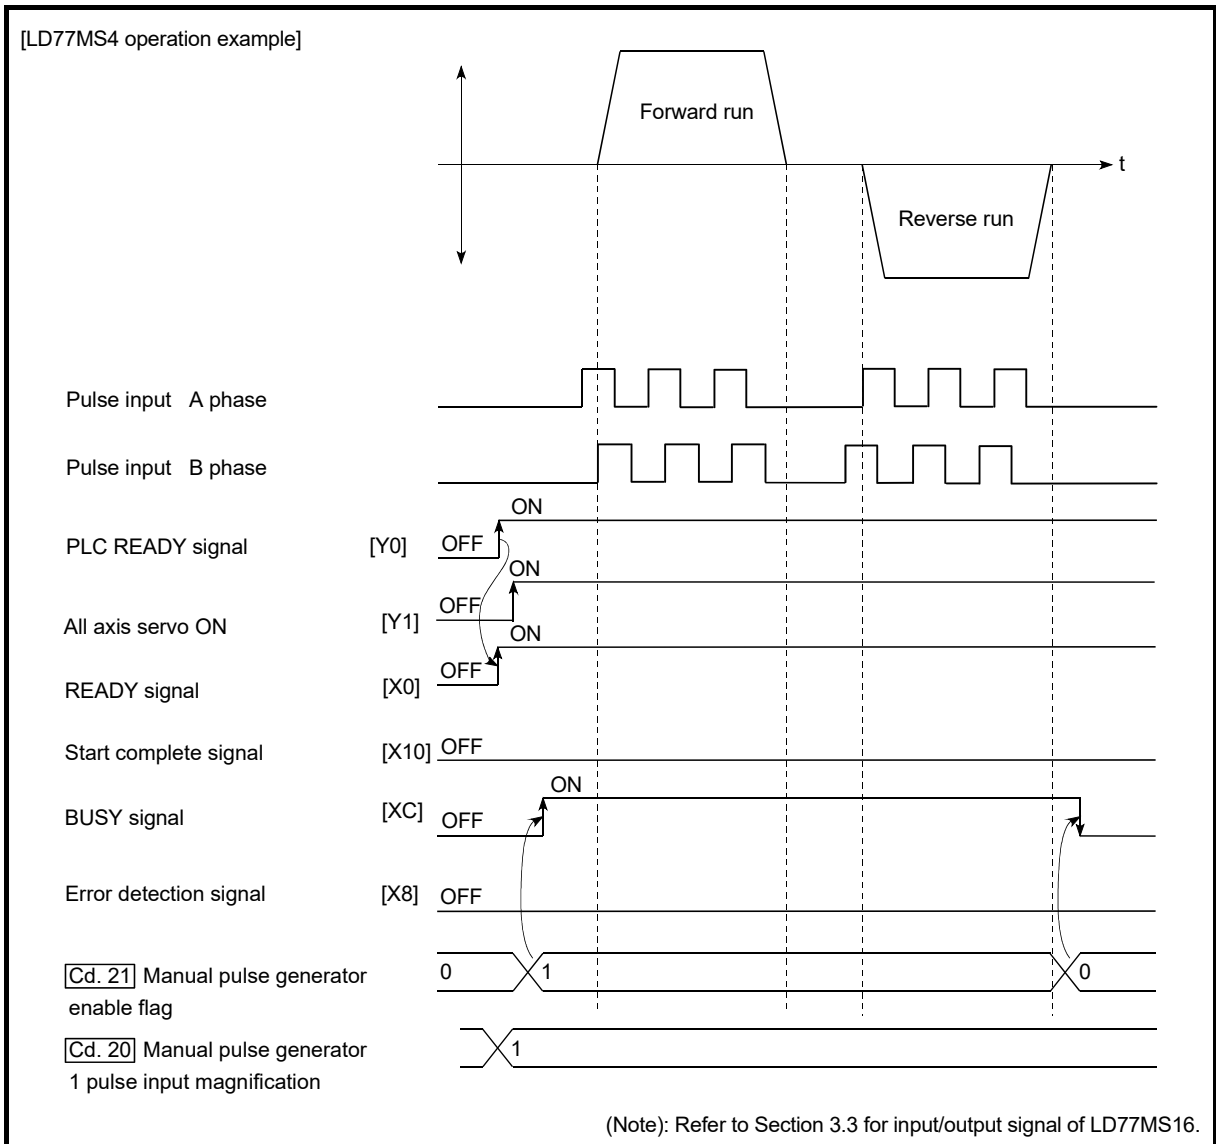 [LD77MS4 operation example]
Forward run
t
Reverse run
Pulse input A phase
Pulse input B phase
ON
PLC READY signal [Y0] OFF
ON
All axis servo ON [Y1] OFF
ON
READY signal [X0] OFF
Start complete signal [X10] OFF
ON
BUSY signal [XC] OFF
Error detection signal [X8] OFF
Cd. 21 Manual pulse generator 0 1 0
enable flag
Cd. 20 Manual pulse generator 1
1 pulse input magnification
(Note): Refer to Section 3.3 for input/output signal of LD77MS16.